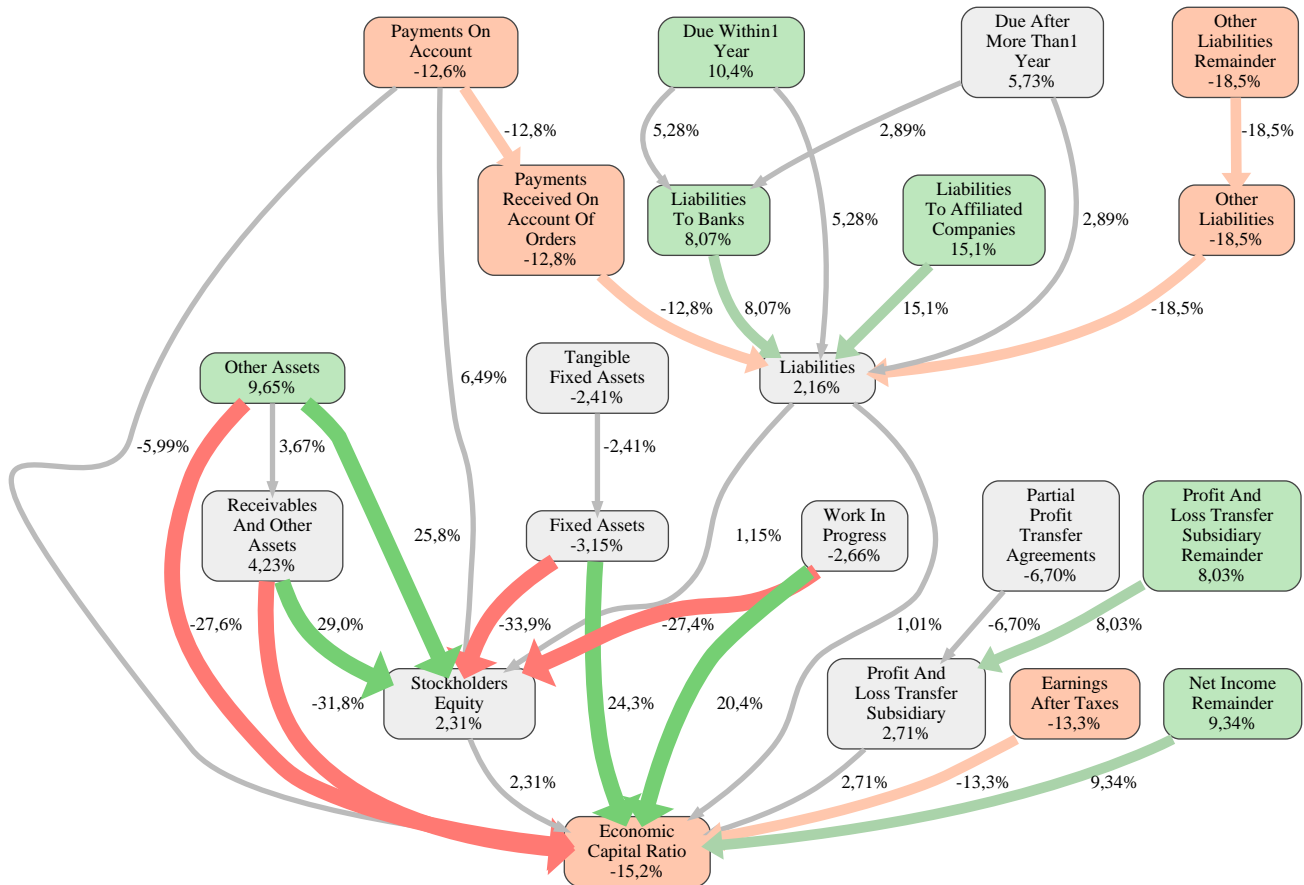 Payments On
Account
-12,6%
Due Within1
Year
10,4%
Due After
More Than1
Year
5,73%
Other
Liabilities
Remainder
-18,5%
-12,8%
5,28%
2,89%
-18,5%
Payments
Received On
Account Of
Orders
-12,8%
Liabilities
To Banks
8,07%
Liabilities
To Affiliated
Companies
15,1%
Other
Liabilities
-18,5%
5,28%
2,89%
-12,8%
8,07%
15,1%
-18,5%
Other Assets
9,65%
Tangible
Fixed Assets
-2,41%
Liabilities
2,16%
6,49%
-5,99%
3,67%
-2,41%
Receivables
And Other
Assets
4,23%
25,8%
Fixed Assets
-3,15%
1,15%
Work In
Progress
-2,66%
Partial
Profit
Transfer
Agreements
-6,70%
Profit And
Loss Transfer
Subsidiary
Remainder
8,03%
-27,6%
29,0%
-33,9%
-27,4%
1,01%
-6,70%
8,03%
-31,8%
Stockholders
Equity
2,31%
24,3%
20,4%
Profit And
Loss Transfer
Subsidiary
2,71%
Earnings
After Taxes
-13,3%
Net Income
Remainder
9,34%
2,31%
2,71%
-13,3%
9,34%
Economic
Capital Ratio
-15,2%